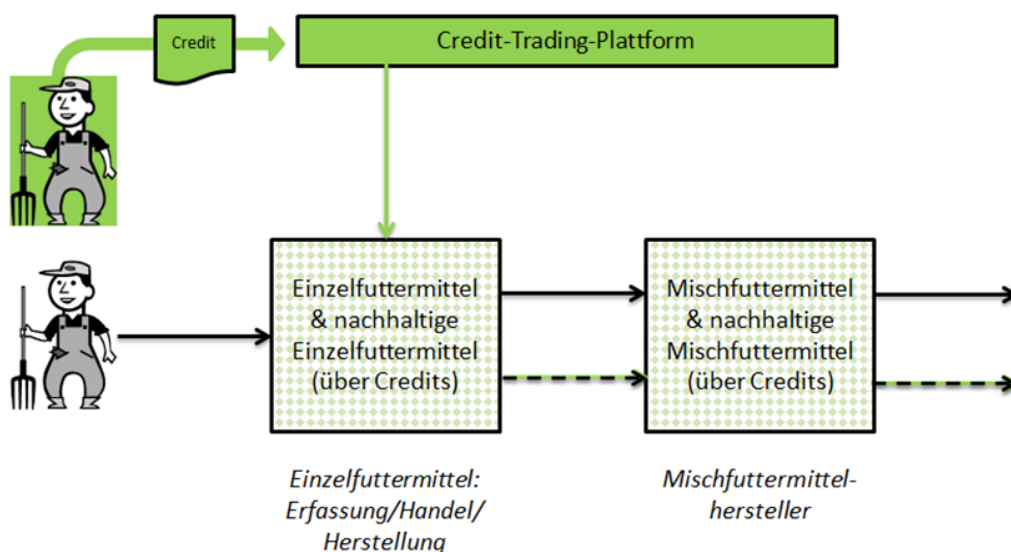 Credit
Credit-Trading-Plattform
Einzelfuttermittel
& nachhaltige
Einzelfuttermittel
(über Credits)
Mischfuttermittel
& nachhaltige
Mischfuttermittel
(über Credits)
Einzelfuttermittel:
Erfassung/Handel/
Herstellung
Mischfuttermittel-
hersteller